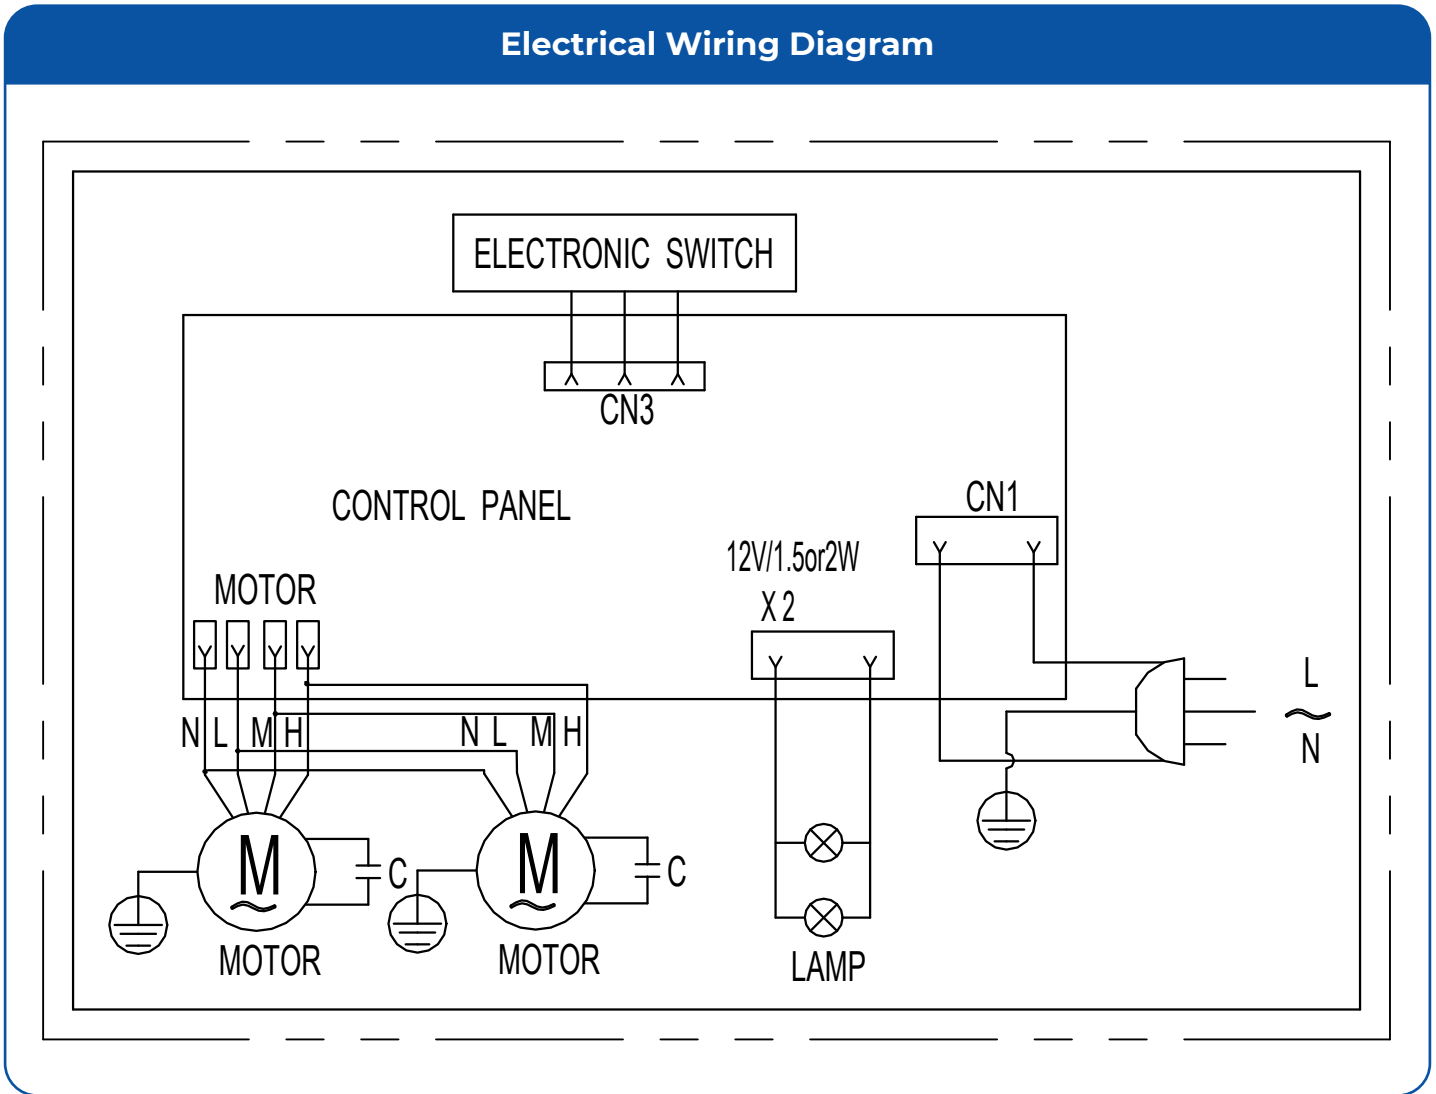 Electrical Wiring Diagram
ELECTRONIC SWITCH
CN3
CONTROL PANEL
CN1
12V/1.5or2W
X 2
MOTOR
L
N
N L M H
N L M H
M
C
M
C
MOTOR
MOTOR
LAMP